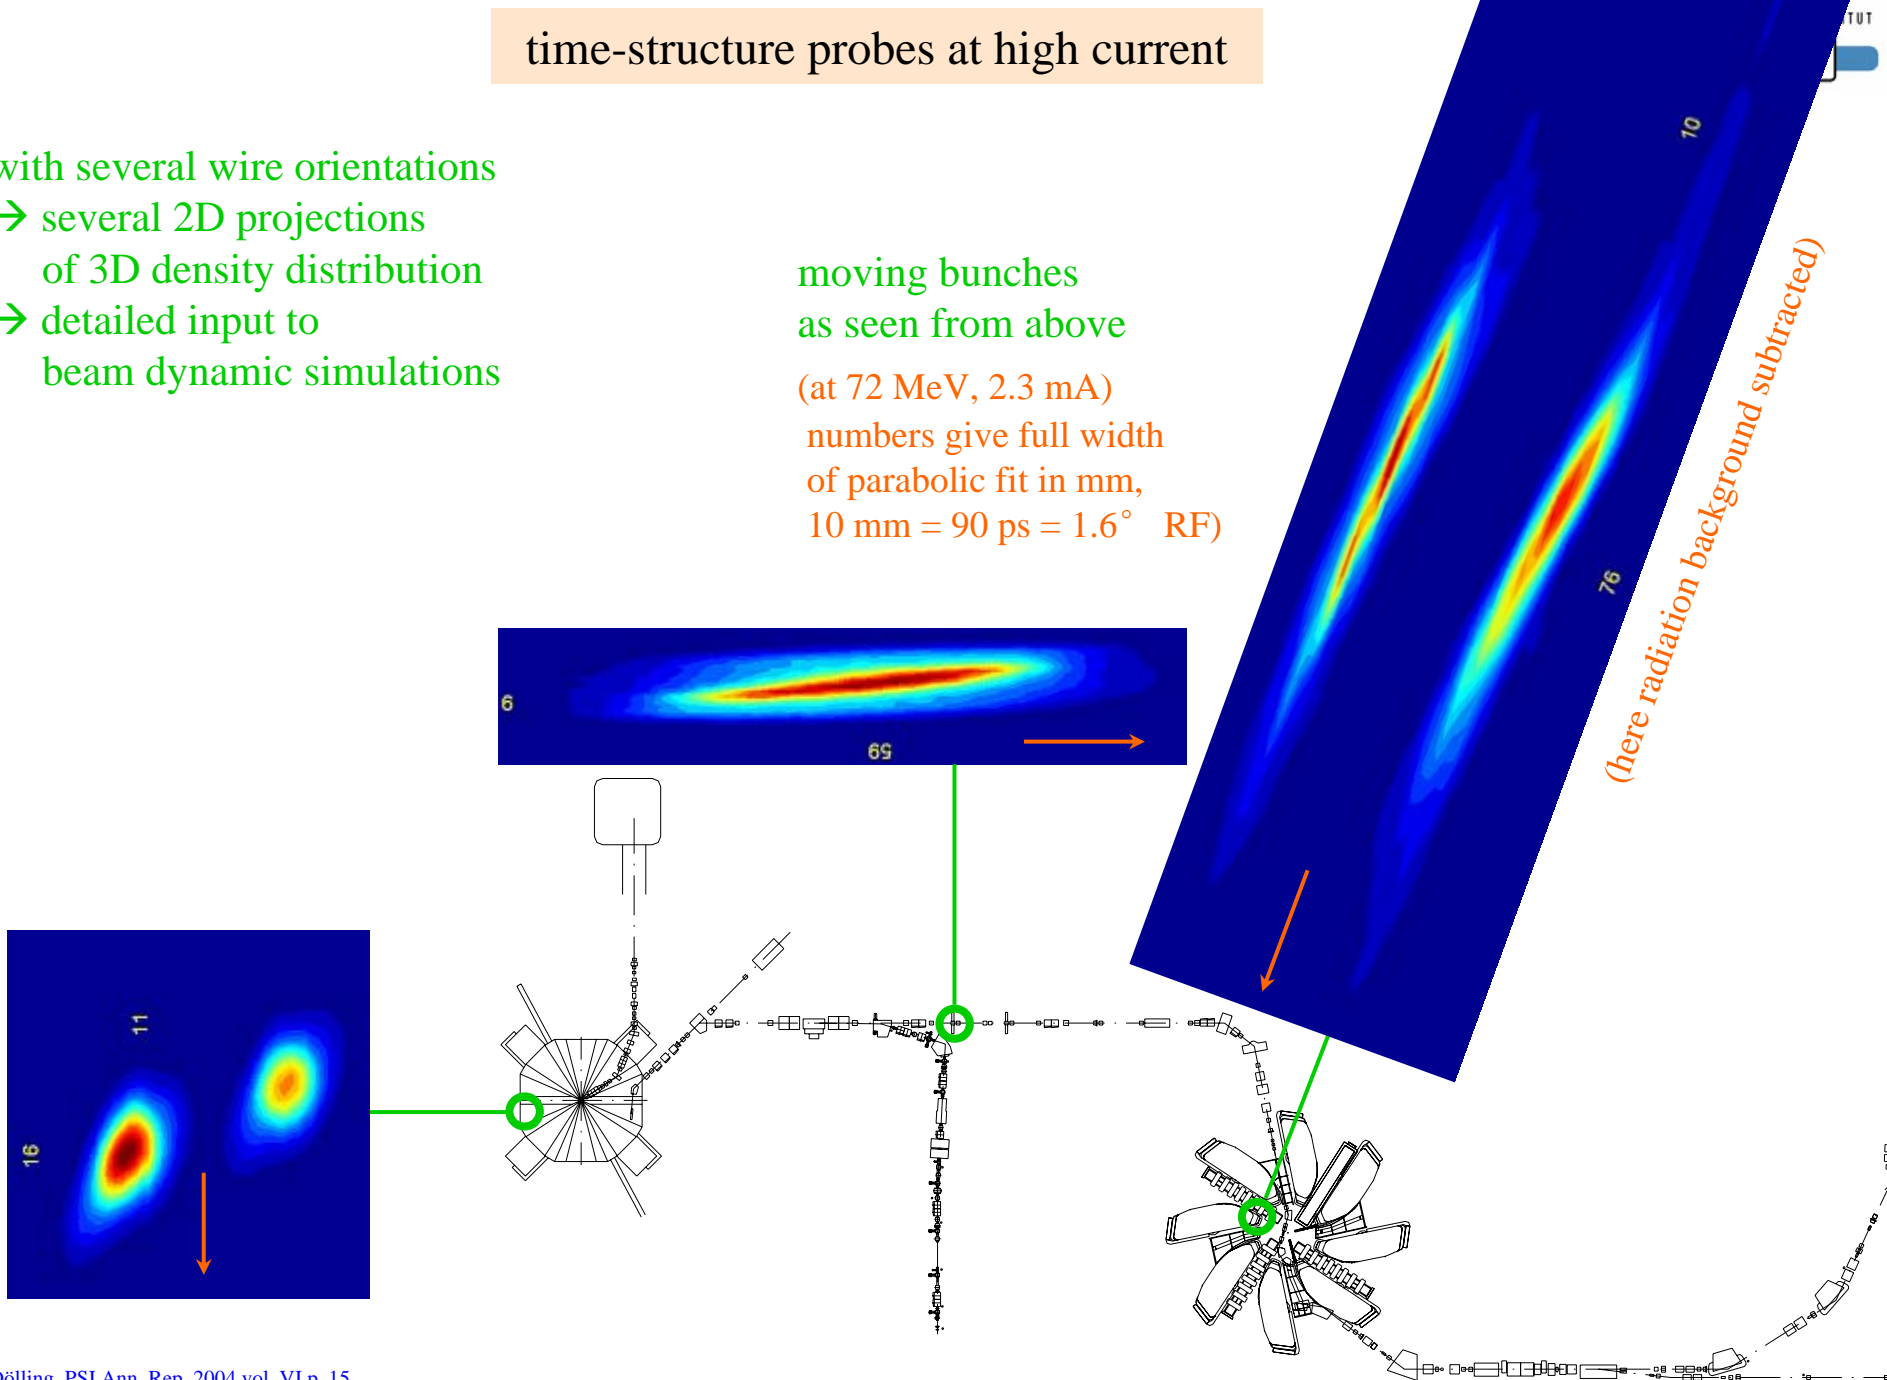 time-structure probes at high current
TUT
with several wire orientations
→ several 2D projections
of 3D density distribution
→ detailed input to
beam dynamic simulations
moving bunches
as seen from above
(at 72 MeV, 2.3 mA)
numbers give full width
of parabolic fit in mm,
10 mm = 90 ps = 1.6° RF)
10
76
(here radiation background subtracted)
11
16
Dölling, PSI Ann. Rep. 2004 vol. VI p. 15